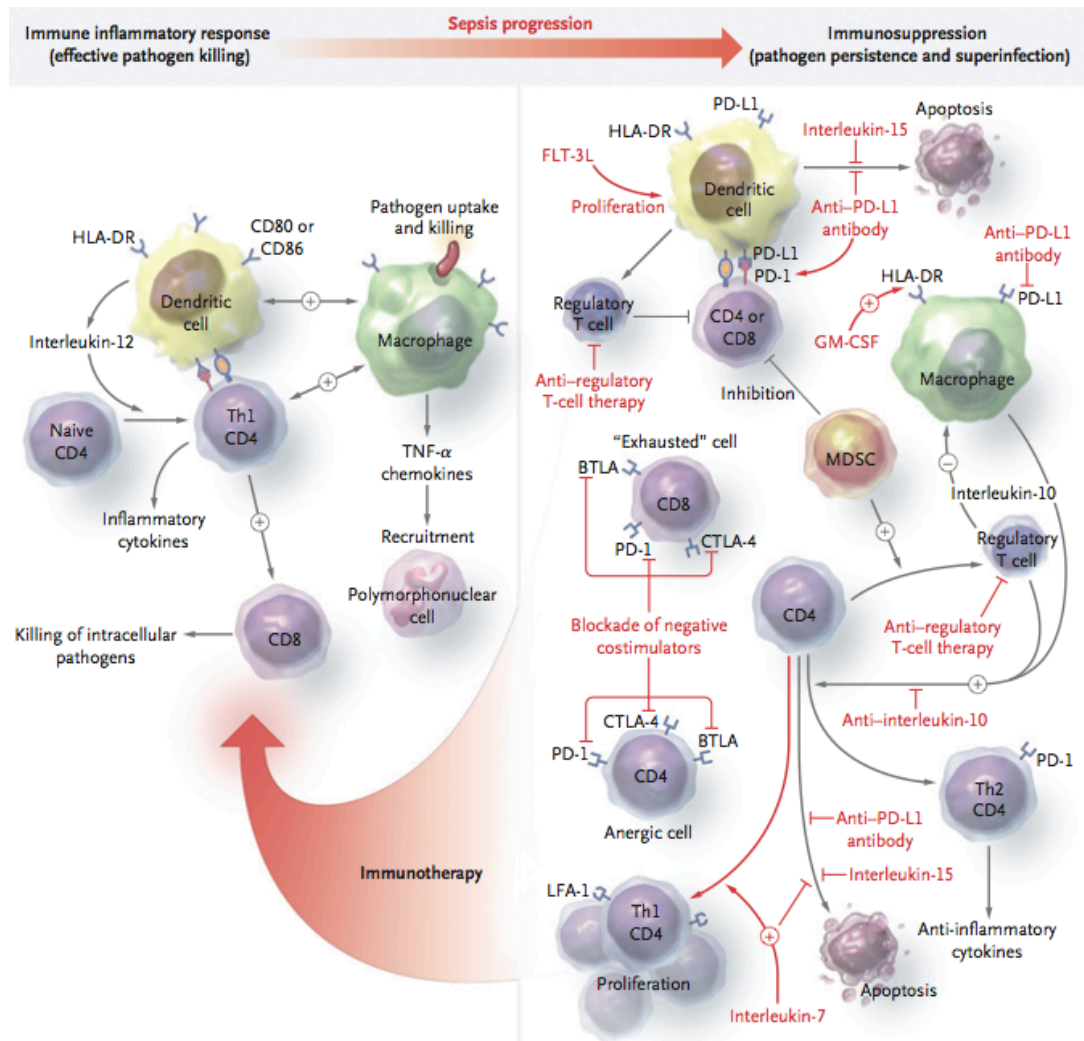 Immune inflammatory response
(effective pathogen killing)
Sepsis progression
Immunosuppression
(pathogen persistence and superinfection)
HLA-DR
CD80 or
CD86
Dendritic
cell
Interleukin-12
Naive
CD4
Th1
CD4
Inflammatory
cytokines
+
+
+
Pathogen uptake
and killing
Macrophage
TNF-α
chemokines
Recruitment
Polymorphonuclear
cell
CD8
Killing of intracellular
pathogens
Immunotherapy
PD-L1
HLA-DR
FLT-3L
Proliferation
Dendritic
cell
Interleukin-15
Apoptosis
Anti–PD-L1
antibody
PD-L1
PD-1
Regulatory
T cell
CD4 or
CD8
Anti–regulatory
T-cell therapy
Inhibition
MDSC
Anti–PD-L1
antibody
HLA-DR
PD-L1
+
GM-CSF
Macrophage
–
Interleukin-10
+
Regulatory
T cell
"Exhausted" cell
BTLA
CD8
PD-1
CTLA-4
Blockade of negative
costimulators
CTLA-4
PD-1
BTLA
CD4
Anergic cell
CD4
Anti–regulatory
T-cell therapy
+
Anti–interleukin-10
PD-1
Th2
CD4
Anti–PD-L1
antibody
Interleukin-15
Anti-inflammatory
cytokines
LFA-1
Th1
CD4
Proliferation
+
Interleukin-7
Apoptosis